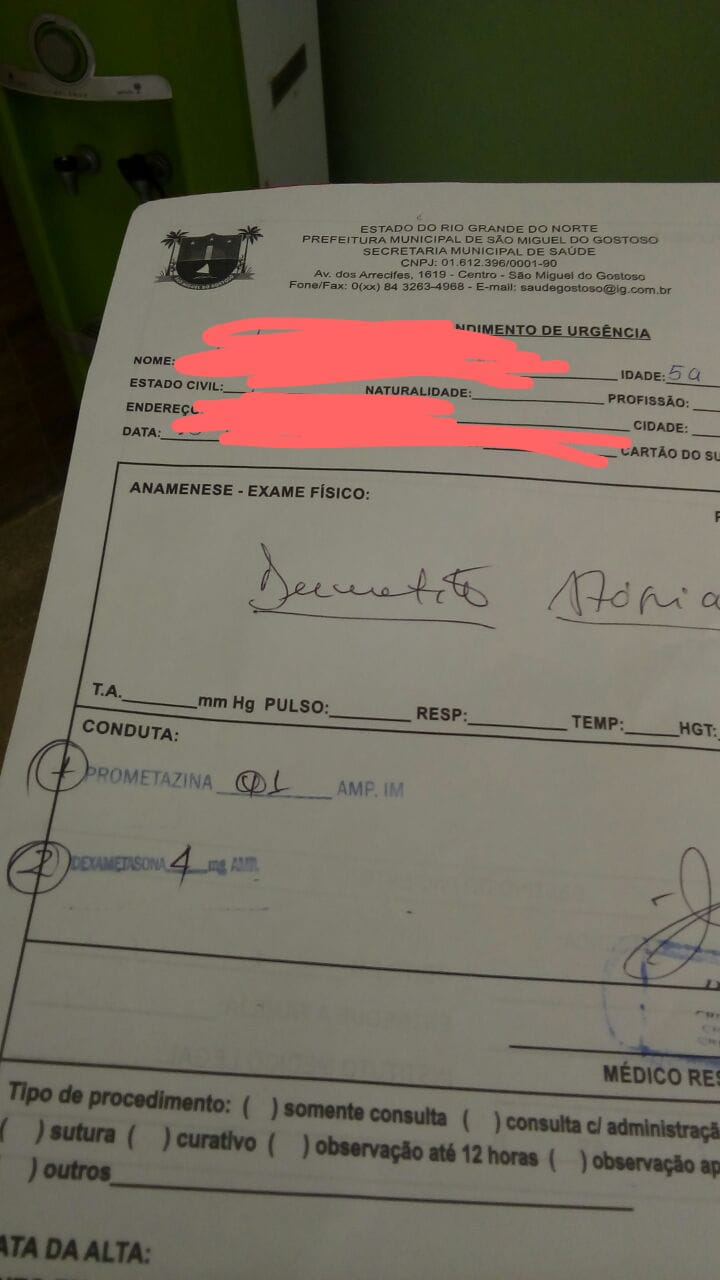 ESTADO DO RIO GRANDE DO NORTE
PREFEITURA MUNICIPAL DE SÃO MIGUEL DO GOSTOSO
SECRETARIA MUNICIPAL DE SAÚDE
CNPJ: 01.612.396/0001-90
Av. dos Arrecifes, 1619 - Centro - São Miguel do Gostoso
Fone/Fax: 0(xx) 84 3263-4968 - E-mail: saudegostoso@ig.com.br
NDIMENTO DE URGÊNCIA
NOME: IDADE: 5a
ESTADO CIVIL: NATURALIDADE: PROFISSÃO:
ENDEREÇO CIDADE:
DATA: CARTÃO DO SU
ANAMENESE - EXAME FÍSICO:
Dermatite Atópica
T.A. mm Hg PULSO: RESP: TEMP: HGT:
CONDUTA:
1 PROMETAZINA 01 AMP. IM
2 DEXAMETASONA 4 mg AMP.
MÉDICO RES
Tipo de procedimento: ( ) somente consulta ( ) consulta c/ administraçã
( ) sutura ( ) curativo ( ) observação até 12 horas ( ) observação ap
) outros
ATA DA ALTA: